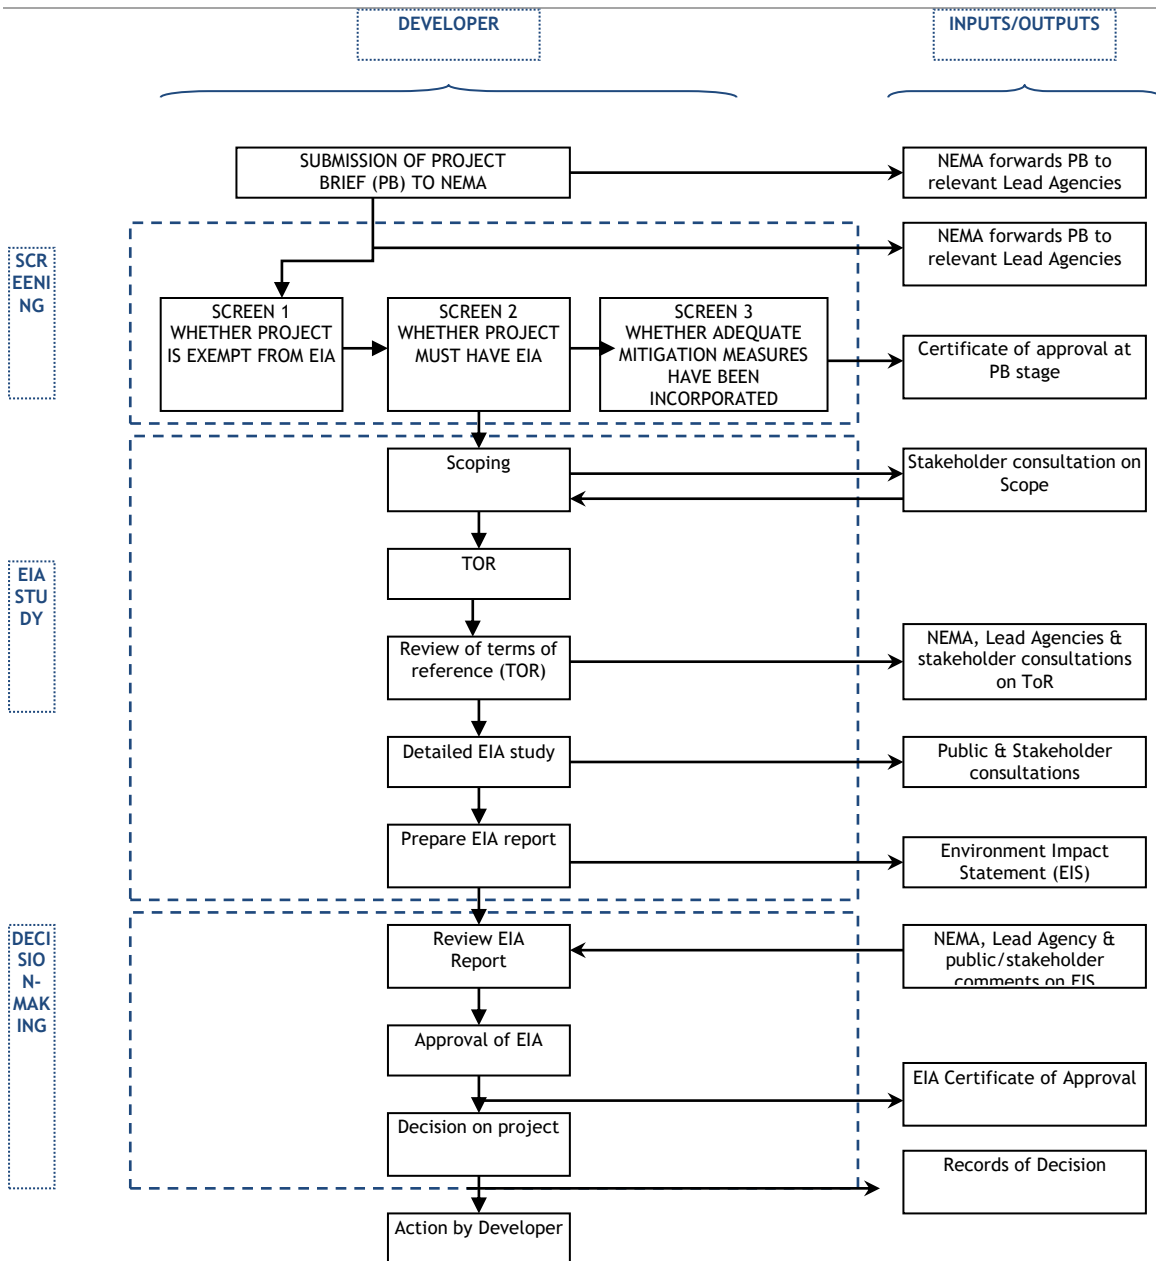 DEVELOPER
INPUTS/OUTPUTS
SUBMISSION OF PROJECT
BRIEF (PB) TO NEMA
NEMA forwards PB to
relevant Lead Agencies
NEMA forwards PB to
relevant Lead Agencies
SCR
EENI
NG
SCREEN 1
WHETHER PROJECT
IS EXEMPT FROM EIA
SCREEN 2
WHETHER PROJECT
MUST HAVE EIA
SCREEN 3
WHETHER ADEQUATE
MITIGATION MEASURES
HAVE BEEN
INCORPORATED
Certificate of approval at
PB stage
Scoping
Stakeholder consultation on
Scope
EIA
STU
DY
TOR
Review of terms of
reference (TOR)
NEMA, Lead Agencies &
stakeholder consultations
on ToR
Detailed EIA study
Public & Stakeholder
consultations
Prepare EIA report
Environment Impact
Statement (EIS)
DECI
SIO
N-
MAK
ING
Review EIA
Report
NEMA, Lead Agency &
public/stakeholder
comments on EIS
Approval of EIA
EIA Certificate of Approval
Decision on project
Records of Decision
Action by Developer